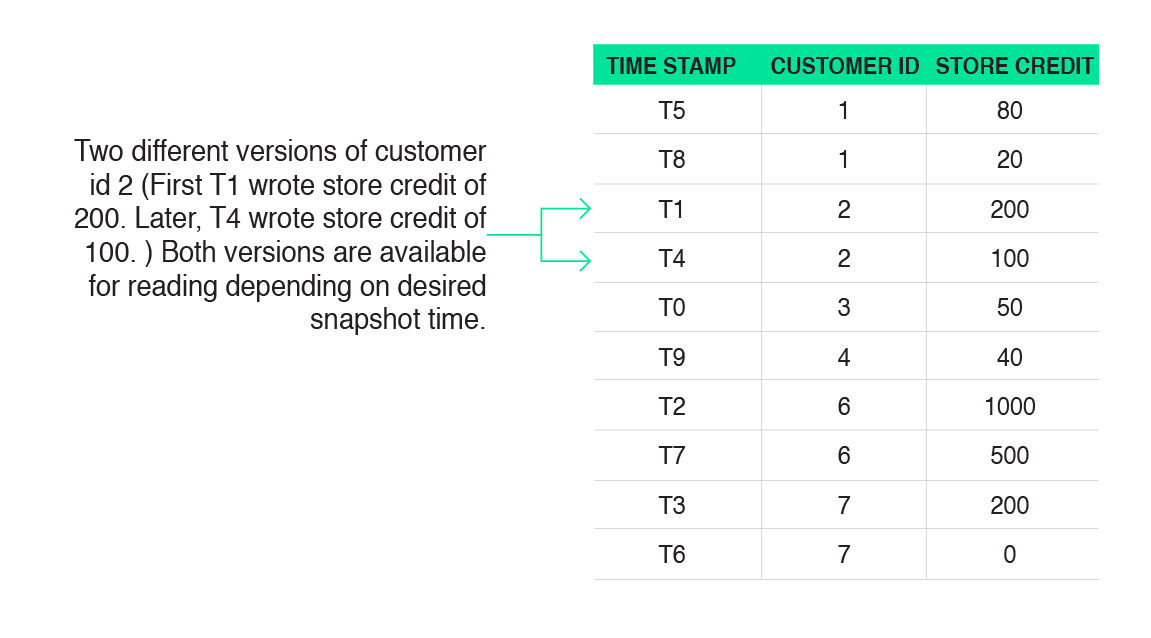 Two different versions of customer
id 2 (First T1 wrote store credit of
200. Later, T4 wrote store credit of
100. ) Both versions are available
for reading depending on desired
snapshot time.
TIME STAMP CUSTOMER ID STORE CREDIT
T5 1 80
T8 1 20
T1 2 200
T4 2 100
T0 3 50
T9 4 40
T2 6 1000
T7 6 500
T3 7 200
T6 7 0